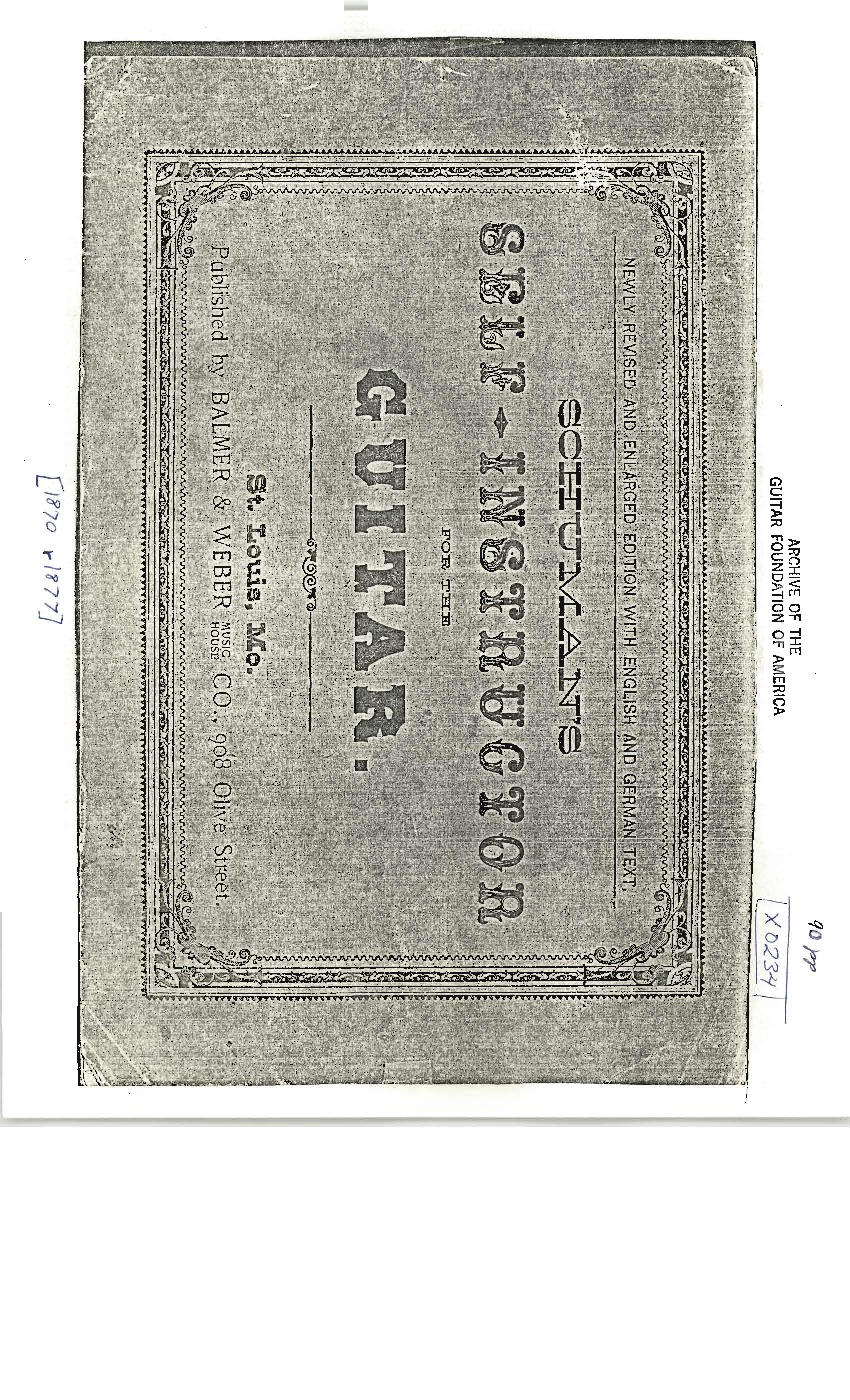 ARCHIVE OF THE
GUITAR FOUNDATION OF AMERICA
90 pp
X0234
NEWLY REVISED AND ENLARGED EDITION WITH ENGLISH AND GERMAN TEXT.
SCHUMAN'S
SELF-INSTRUCTOR
FOR THE
GUITAR.
St. Louis, Mo.
Published by BALMER & WEBER MUSIC HOUSE CO., 908 Olive Street.
[1870 + 1877]